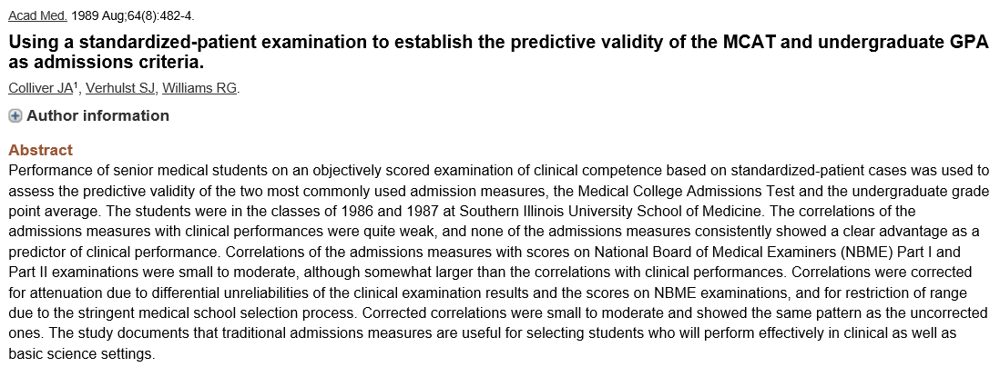 Acad Med. 1989 Aug;64(8):482-4.
Using a standardized-patient examination to establish the predictive validity of the MCAT and undergraduate GPA
as admissions criteria.
Colliver JA1, Verhulst SJ, Williams RG.
Author information
Abstract
Performance of senior medical students on an objectively scored examination of clinical competence based on standardized-patient cases was used to
assess the predictive validity of the two most commonly used admission measures, the Medical College Admissions Test and the undergraduate grade
point average. The students were in the classes of 1986 and 1987 at Southern Illinois University School of Medicine. The correlations of the
admissions measures with clinical performances were quite weak, and none of the admissions measures consistently showed a clear advantage as a
predictor of clinical performance. Correlations of the admissions measures with scores on National Board of Medical Examiners (NBME) Part I and
Part II examinations were small to moderate, although somewhat larger than the correlations with clinical performances. Correlations were corrected
for attenuation due to differential unreliabilities of the clinical examination results and the scores on NBME examinations, and for restriction of range
due to the stringent medical school selection process. Corrected correlations were small to moderate and showed the same pattern as the uncorrected
ones. The study documents that traditional admissions measures are useful for selecting students who will perform effectively in clinical as well as
basic science settings.